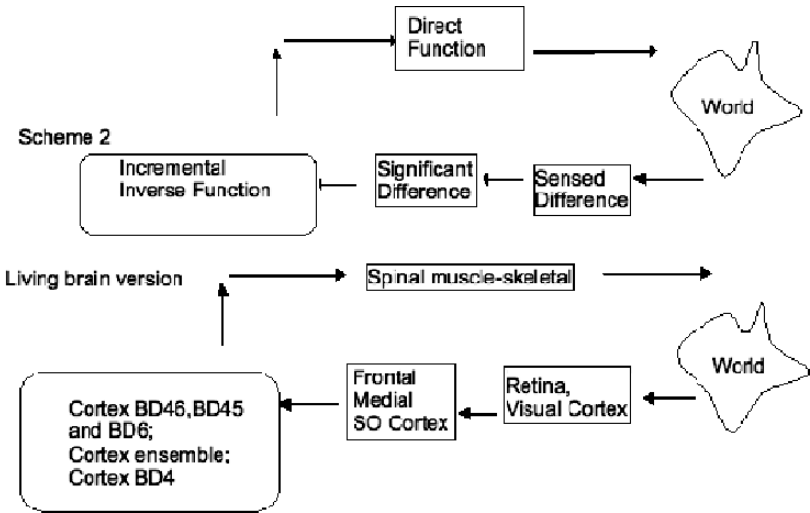 Direct
Function
World
Scheme 2
Incremental
Inverse Function
Significant
Difference
Sensed
Difference
Living brain version
Spinal muscle-skeletal
World
Frontal
Medial
SO Cortex
Retina,
Visual Cortex
Cortex BD46,BD45
and BD6;
Cortex ensemble;
Cortex BD4